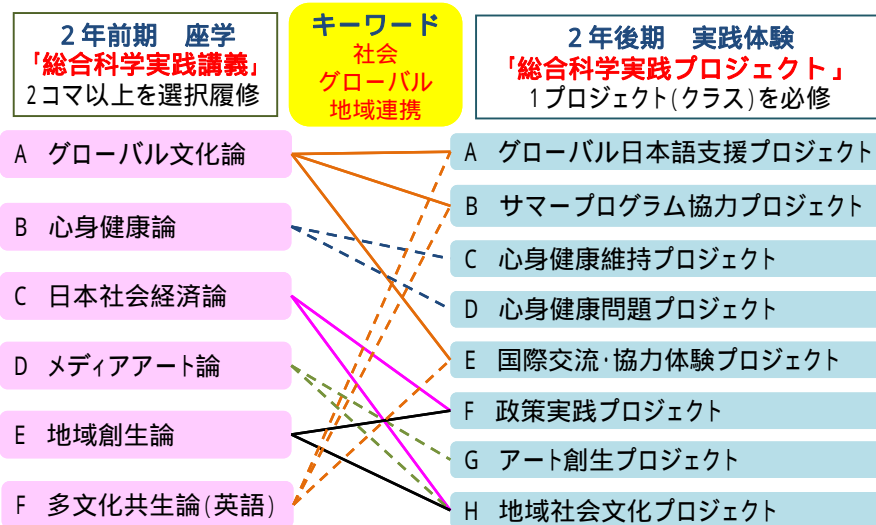 2年前期　座学
「総合科学実践講義」
2コマ以上を選択履修
キーワード
社会
グローバル
地域連携
2年後期　実践体験
「総合科学実践プロジェクト」
1プロジェクト(クラス)を必修
A　グローバル文化論
B　心身健康論
C　日本社会経済論
D　メディアアート論
E　地域創生論
F　多文化共生論(英語)
A　グローバル日本語支援プロジェクト
B　サマープログラム協力プロジェクト
C　心身健康維持プロジェクト
D　心身健康問題プロジェクト
E　国際交流・協力体験プロジェクト
F　政策実践プロジェクト
G　アート創生プロジェクト
H　地域社会文化プロジェクト